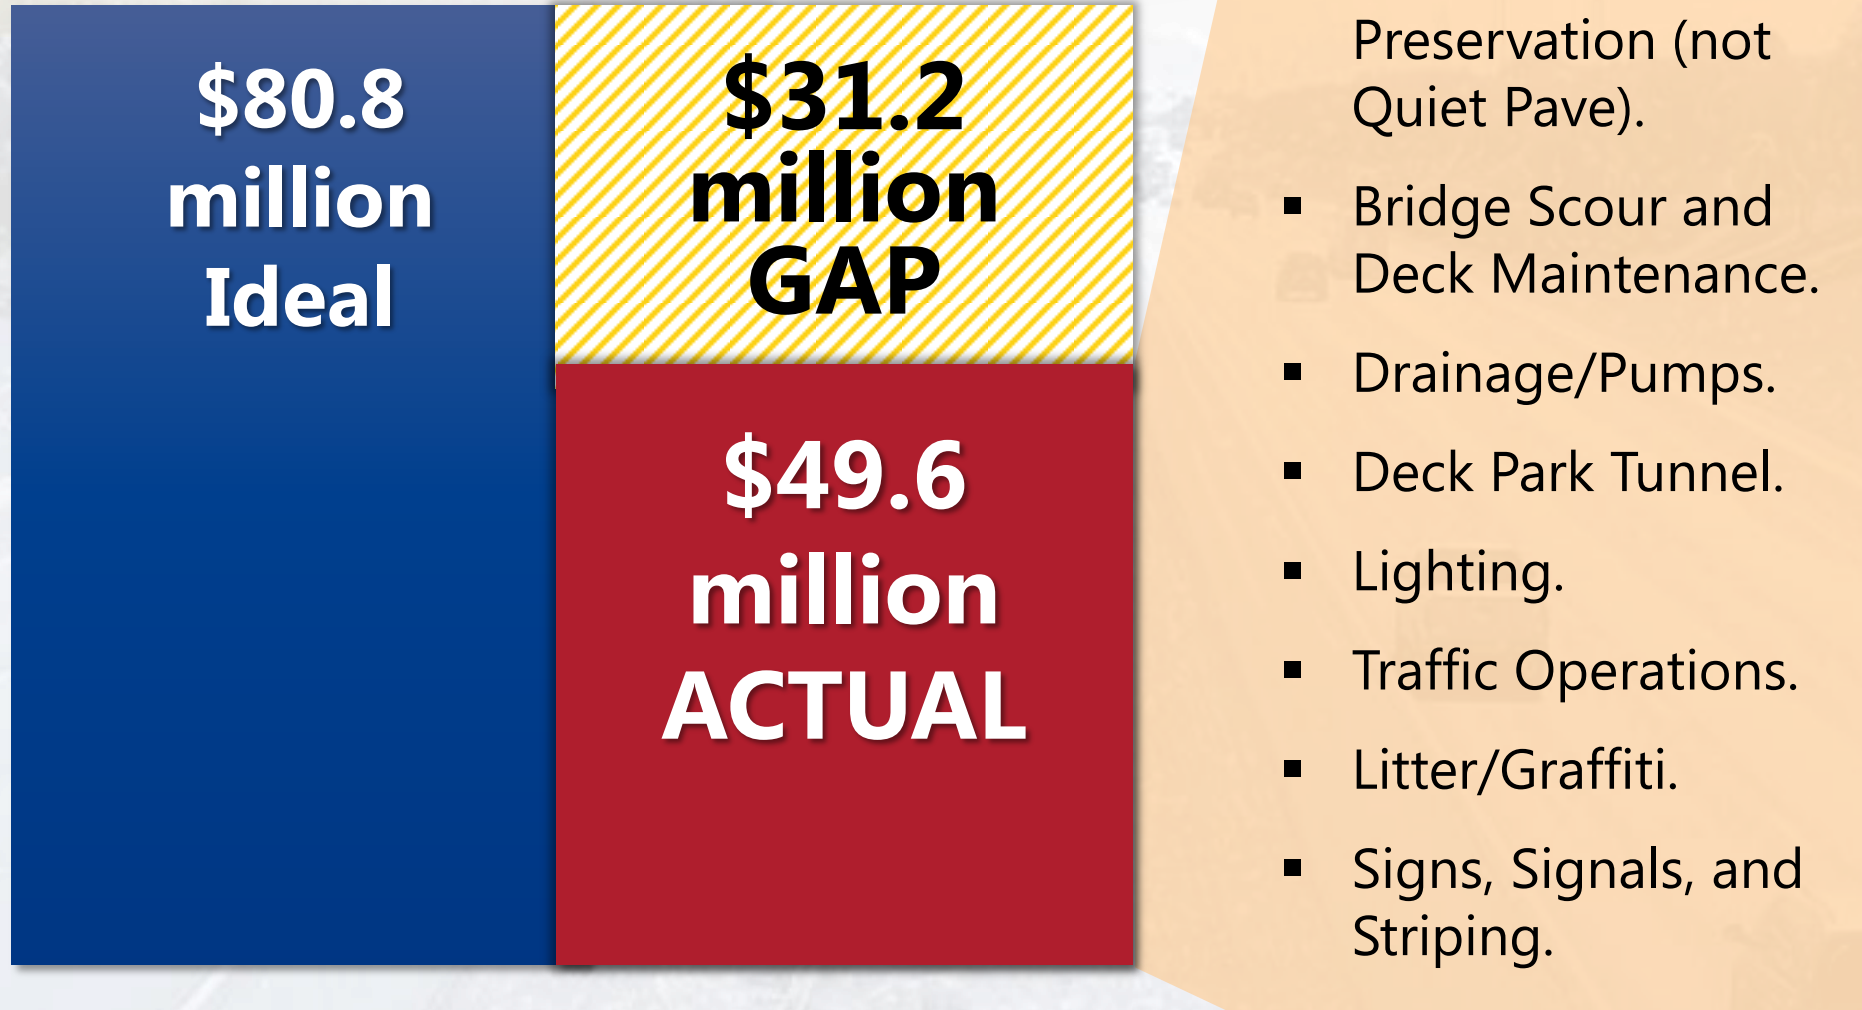 $80.8
million
Ideal
$31.2
million
GAP
$49.6
million
ACTUAL
Preservation (not
Quiet Pave).
▪ Bridge Scour and
Deck Maintenance.
▪ Drainage/Pumps.
▪ Deck Park Tunnel.
▪ Lighting.
▪ Traffic Operations.
▪ Litter/Graffiti.
▪ Signs, Signals, and
Striping.